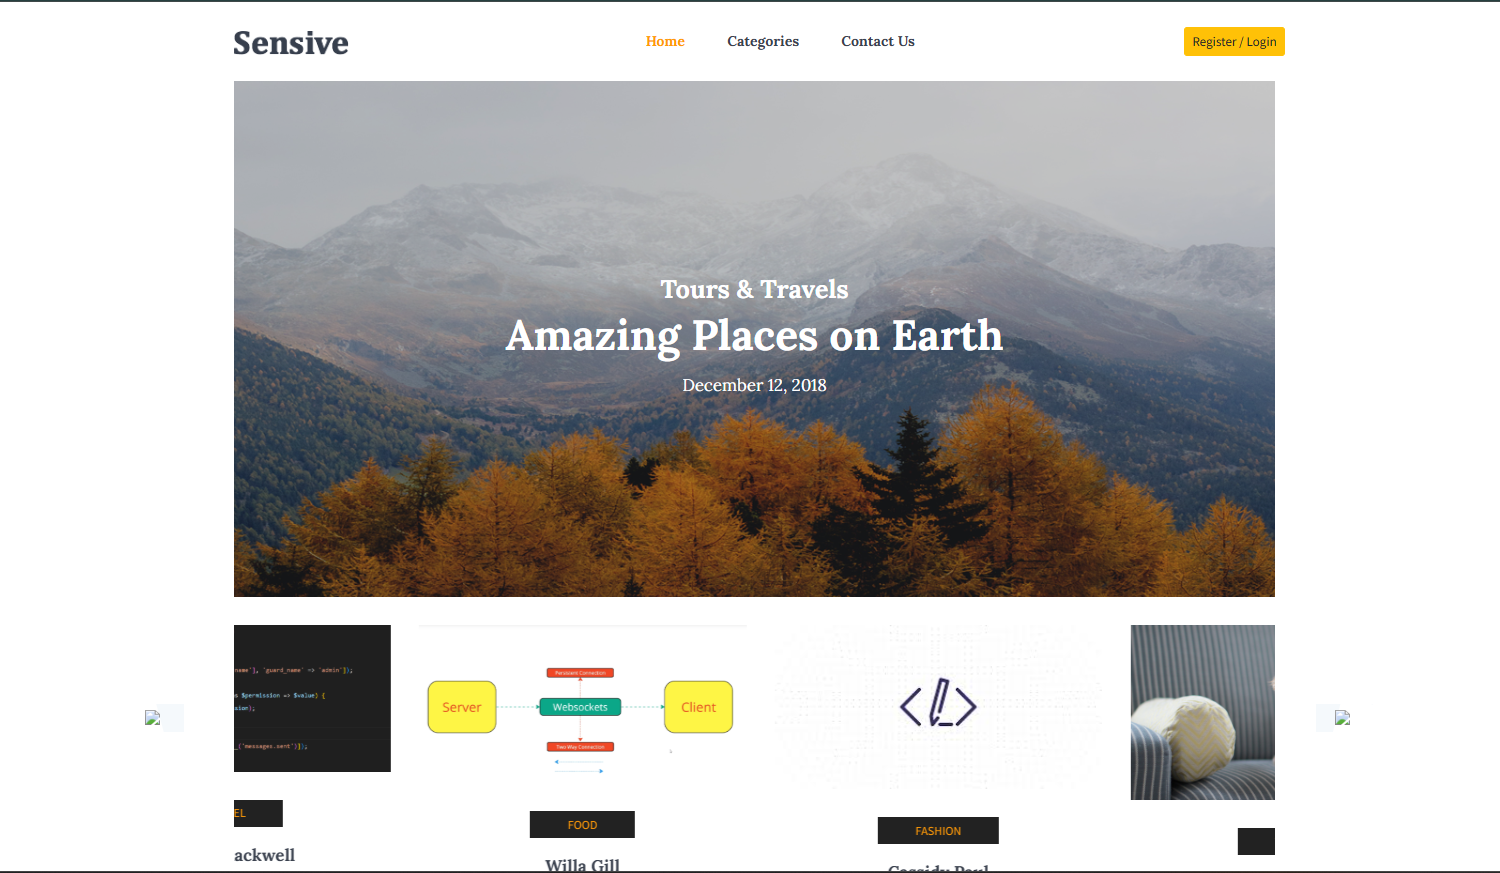 Sensive
Home
Categories
Contact Us
Register / Login
Tours & Travels
Amazing Places on Earth
December 12, 2018
name'], 'guard_name' => 'admin']);
s $permission => $value) {
sion);
_('messages.sent')]);
Persistent Connection
Server
Websockets
Client
Two Way Connection
EL
FOOD
FASHION
ackwell
Willa Gill
Cassidy Paul